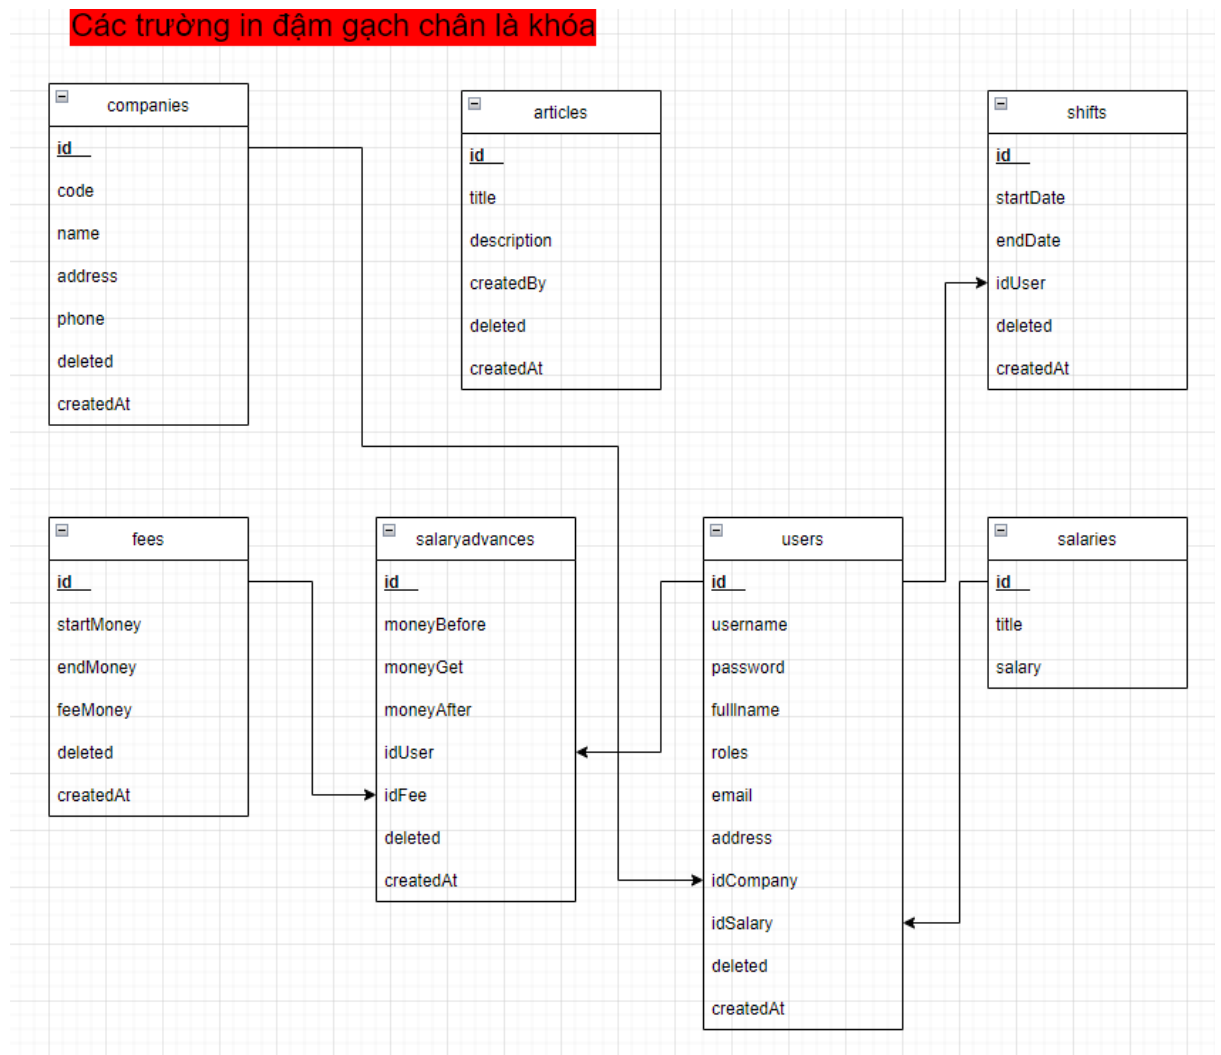 Các trường in đậm gạch chân là khóa
companies
id
code
name
address
phone
deleted
createdAt
articles
id
title
description
createdBy
deleted
createdAt
shifts
id
startDate
endDate
idUser
deleted
createdAt
fees
id
startMoney
endMoney
feeMoney
deleted
createdAt
salaryadvances
id
moneyBefore
moneyGet
moneyAfter
idUser
idFee
deleted
createdAt
users
id
username
password
fulllname
roles
email
address
idCompany
idSalary
deleted
createdAt
salaries
id
title
salary